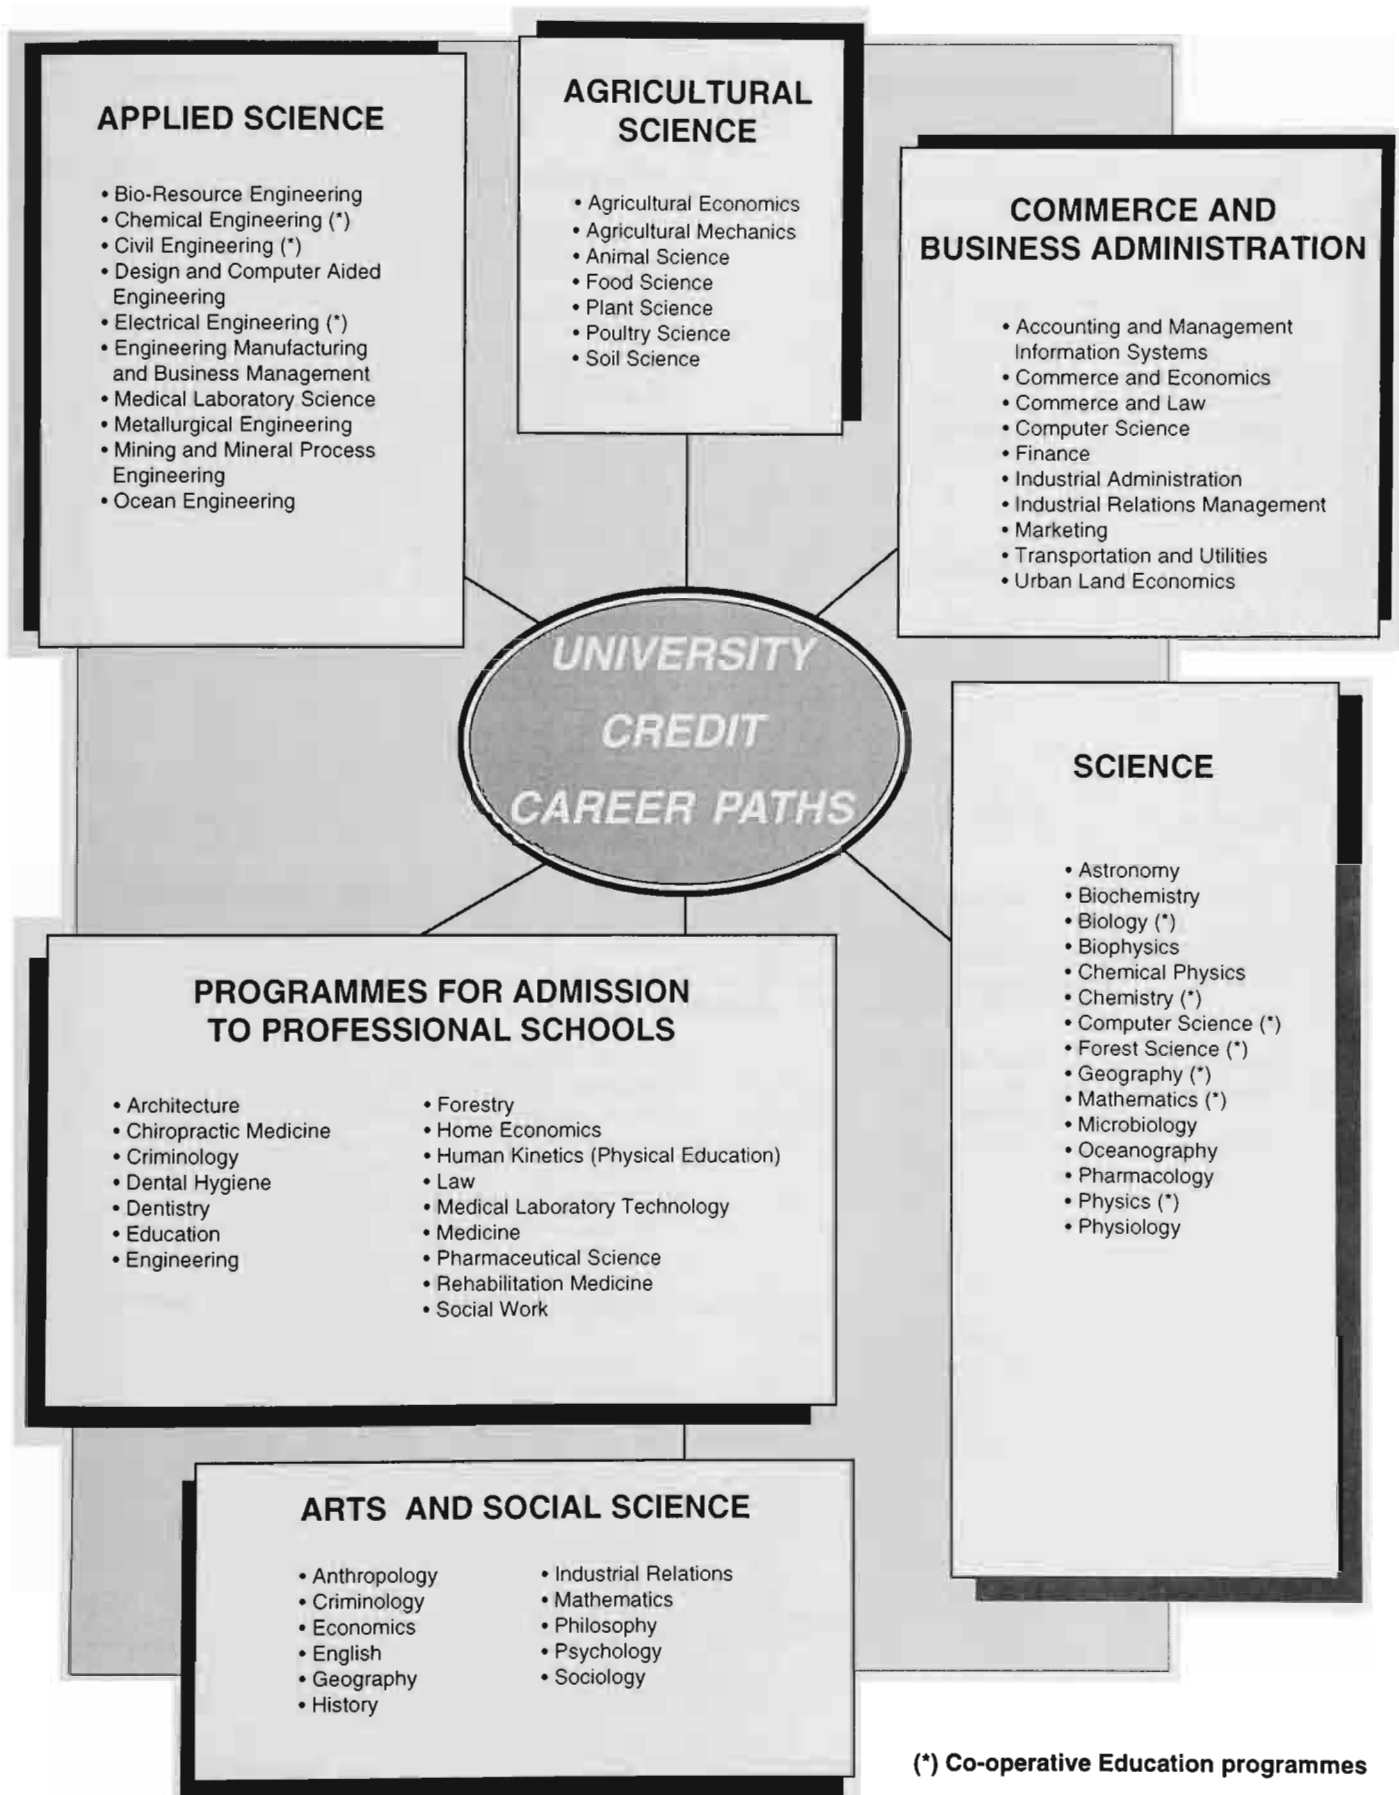 APPLIED SCIENCE
• Bio-Resource Engineering
• Chemical Engineering (*)
• Civil Engineering (*)
• Design and Computer Aided
Engineering
• Electrical Engineering (*)
• Engineering Manufacturing
and Business Management
• Medical Laboratory Science
• Metallurgical Engineering
• Mining and Mineral Process
Engineering
• Ocean Engineering
AGRICULTURAL
SCIENCE
• Agricultural Economics
• Agricultural Mechanics
• Animal Science
• Food Science
• Plant Science
• Poultry Science
• Soil Science
COMMERCE AND
BUSINESS ADMINISTRATION
• Accounting and Management
Information Systems
• Commerce and Economics
• Commerce and Law
• Computer Science
• Finance
• Industrial Administration
• Industrial Relations Management
• Marketing
• Transportation and Utilities
• Urban Land Economics
UNIVERSITY
CREDIT
CAREER PATHS
SCIENCE
• Astronomy
• Biochemistry
• Biology (*)
• Biophysics
• Chemical Physics
• Chemistry (*)
• Computer Science (*)
• Forest Science (*)
• Geography (*)
• Mathematics (*)
• Microbiology
• Oceanography
• Pharmacology
• Physics (*)
• Physiology
PROGRAMMES FOR ADMISSION
TO PROFESSIONAL SCHOOLS
• Architecture
• Chiropractic Medicine
• Criminology
• Dental Hygiene
• Dentistry
• Education
• Engineering
• Forestry
• Home Economics
• Human Kinetics (Physical Education)
• Law
• Medical Laboratory Technology
• Medicine
• Pharmaceutical Science
• Rehabilitation Medicine
• Social Work
ARTS AND SOCIAL SCIENCE
• Anthropology
• Criminology
• Economics
• English
• Geography
• History
• Industrial Relations
• Mathematics
• Philosophy
• Psychology
• Sociology
(*) Co-operative Education programmes